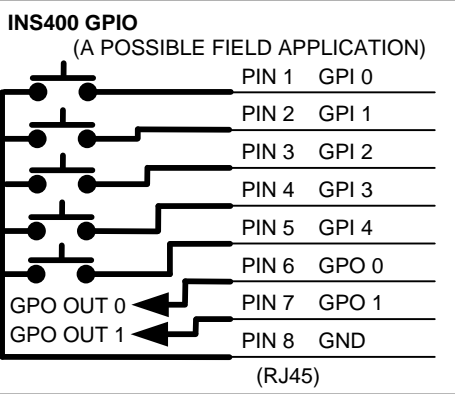 INS400 GPIO
(A POSSIBLE FIELD APPLICATION)
PIN 1 GPI 0
PIN 2 GPI 1
PIN 3 GPI 2
PIN 4 GPI 3
PIN 5 GPI 4
PIN 6 GPO 0
GPO OUT 0 PIN 7 GPO 1
GPO OUT 1 PIN 8 GND
(RJ45)